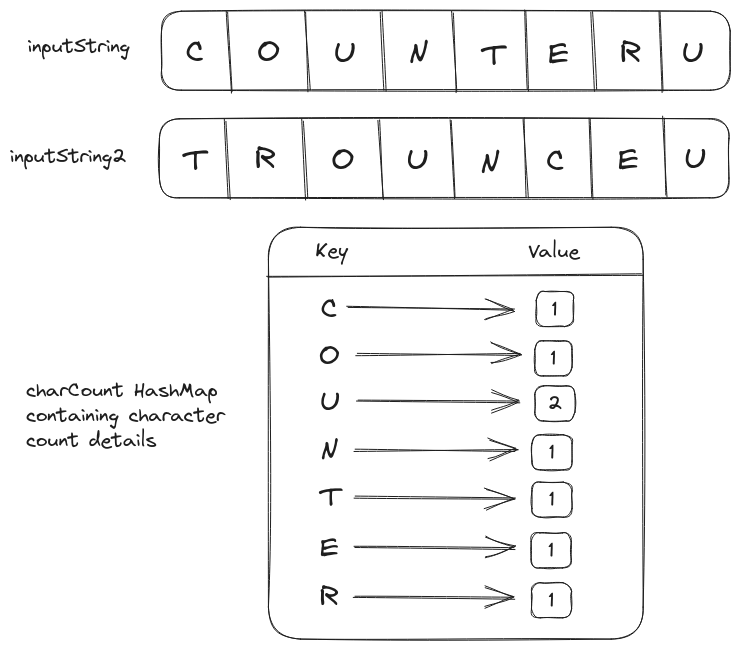 inputString C O U N T E R U
inputString2 T R O U N C E U
Key Value
C 1
O 1
U 2
N 1
T 1
E 1
R 1
charCount HashMap
containing character
count details